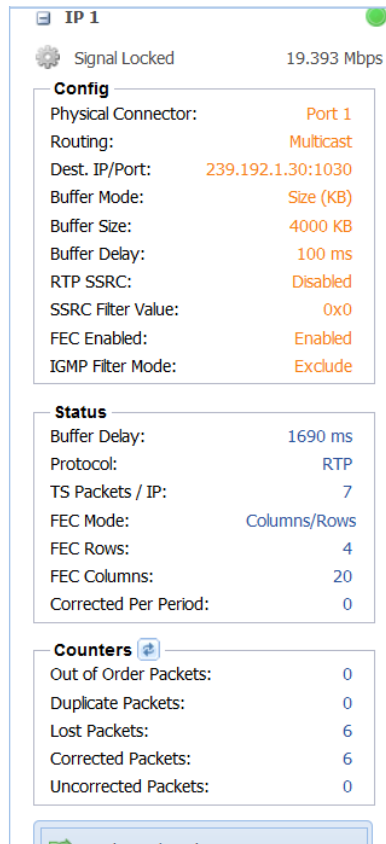 IP 1
Signal Locked 19.393 Mbps
Config
Physical Connector: Port 1
Routing: Multicast
Dest. IP/Port: 239.192.1.30:1030
Buffer Mode: Size (KB)
Buffer Size: 4000 KB
Buffer Delay: 100 ms
RTP SSRC: Disabled
SSRC Filter Value: 0x0
FEC Enabled: Enabled
IGMP Filter Mode: Exclude
Status
Buffer Delay: 1690 ms
Protocol: RTP
TS Packets / IP: 7
FEC Mode: Columns/Rows
FEC Rows: 4
FEC Columns: 20
Corrected Per Period: 0
Counters
Out of Order Packets: 0
Duplicate Packets: 0
Lost Packets: 6
Corrected Packets: 6
Uncorrected Packets: 0